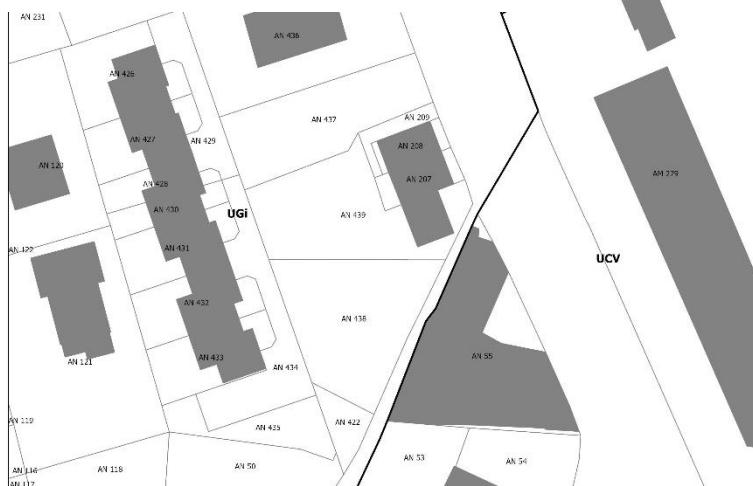 AN 231
AN 436
AN 426
AN 437
AN 209
AN 427
AN 429
AN 208
AN 120
AN 207
AM 279
AN 428
AN 430
UGi
AN 439
AN 422
AN 431
UCV
AN 432
AN 438
AN 55
AN 433
AN 121
AN 434
AN 119
AN 435
AN 422
AN 53
AN 54
AN 116
AN 118
AN 50
AN 117